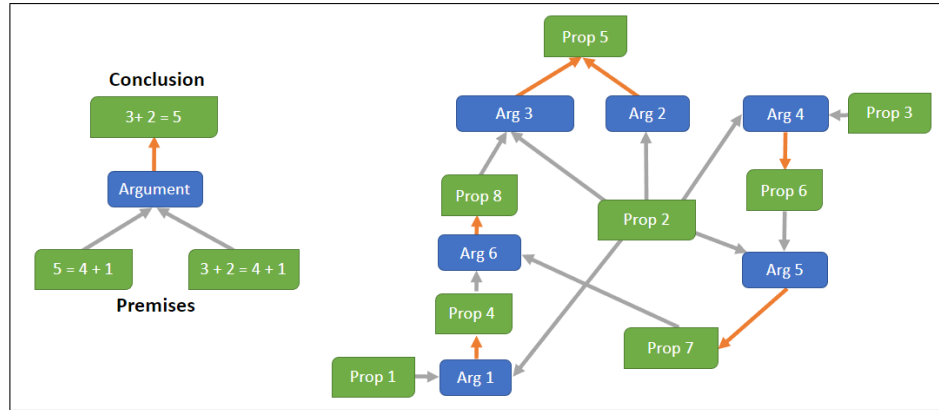 Conclusion
3+ 2 = 5
Argument
5 = 4 + 1
3 + 2 = 4 + 1
Premises
Prop 5
Arg 3
Arg 2
Arg 4
Prop 3
Prop 8
Prop 2
Prop 6
Arg 6
Arg 5
Prop 4
Prop 7
Prop 1
Arg 1